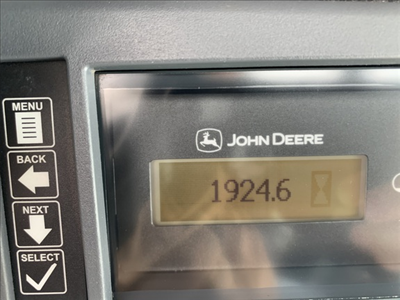 MENU
BACK
NEXT
SELECT
JOHN DEERE
1924.6